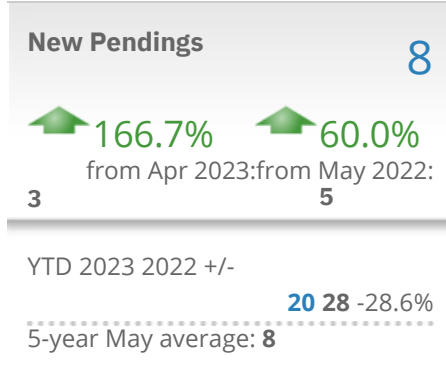 New Pendings
8
166.7% 60.0%
from Apr 2023:from May 2022:
3 5
YTD 2023 2022 +/-
20 28 -28.6%
5-year May average: 8